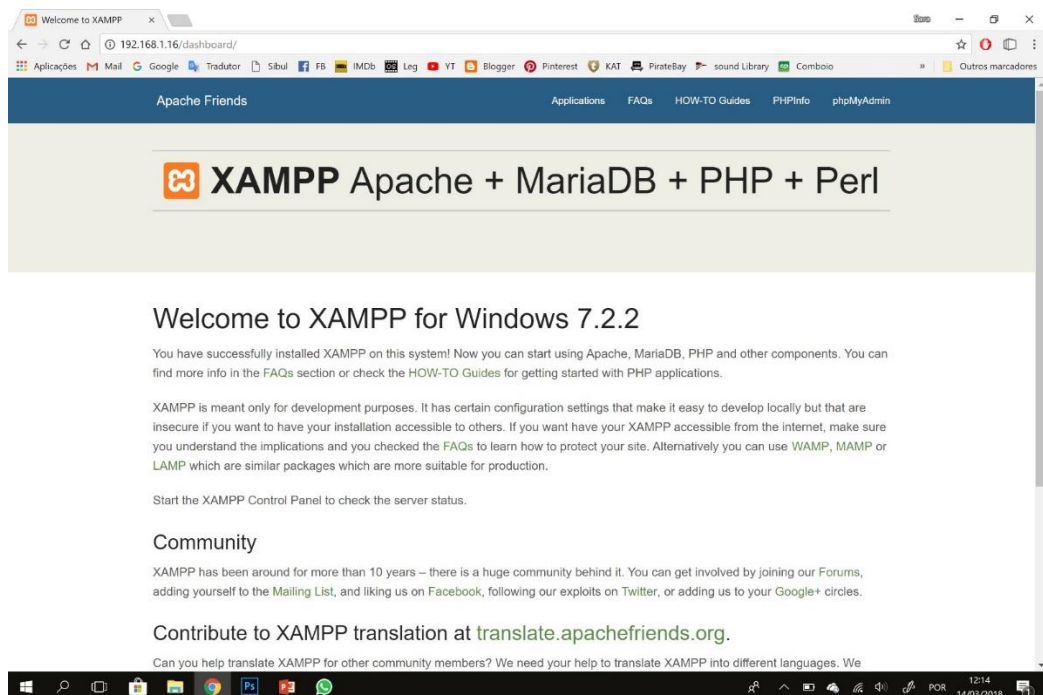 Welcome to XAMPP
192.168.1.16/dashboard/
Aplicações Mail Google Tradutor Sibul FB IMDb Leg YT Blogger Pinterest KAT PirateBay sound Library Comboio » Outros marcadores
Apache Friends Applications FAQs HOW-TO Guides PHPInfo phpMyAdmin
XAMPP Apache + MariaDB + PHP + Perl
Welcome to XAMPP for Windows 7.2.2
You have successfully installed XAMPP on this system! Now you can start using Apache, MariaDB, PHP and other components. You can
find more info in the FAQs section or check the HOW-TO Guides for getting started with PHP applications.
XAMPP is meant only for development purposes. It has certain configuration settings that make it easy to develop locally but that are
insecure if you want to have your installation accessible to others. If you want have your XAMPP accessible from the internet, make sure
you understand the implications and you checked the FAQs to learn how to protect your site. Alternatively you can use WAMP, MAMP or
LAMP which are similar packages which are more suitable for production.
Start the XAMPP Control Panel to check the server status.
Community
XAMPP has been around for more than 10 years – there is a huge community behind it. You can get involved by joining our Forums,
adding yourself to the Mailing List, and liking us on Facebook, following our exploits on Twitter, or adding us to your Google+ circles.
Contribute to XAMPP translation at translate.apachefriends.org.
Can you help translate XAMPP for other community members? We need your help to translate XAMPP into different languages. We
Ps
POR
12:14
14/03/2018